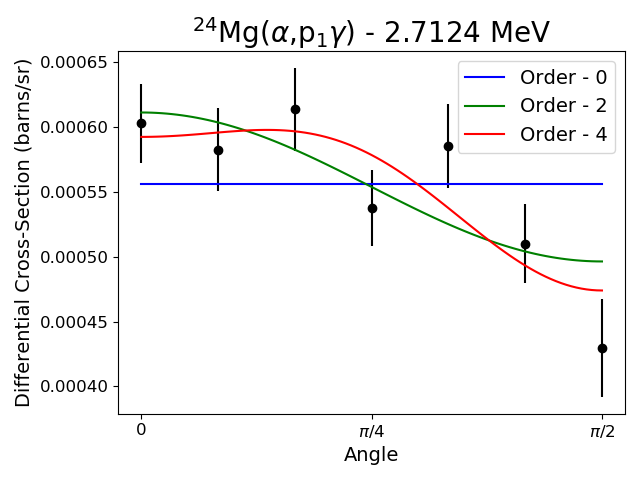 ²⁴Mg(α,p₁γ) - 2.7124 MeV
Differential Cross-Section (barns/sr)
0.00065
0.00060
0.00055
0.00050
0.00045
0.00040
Order - 0
Order - 2
Order - 4
0
π/4
π/2
Angle